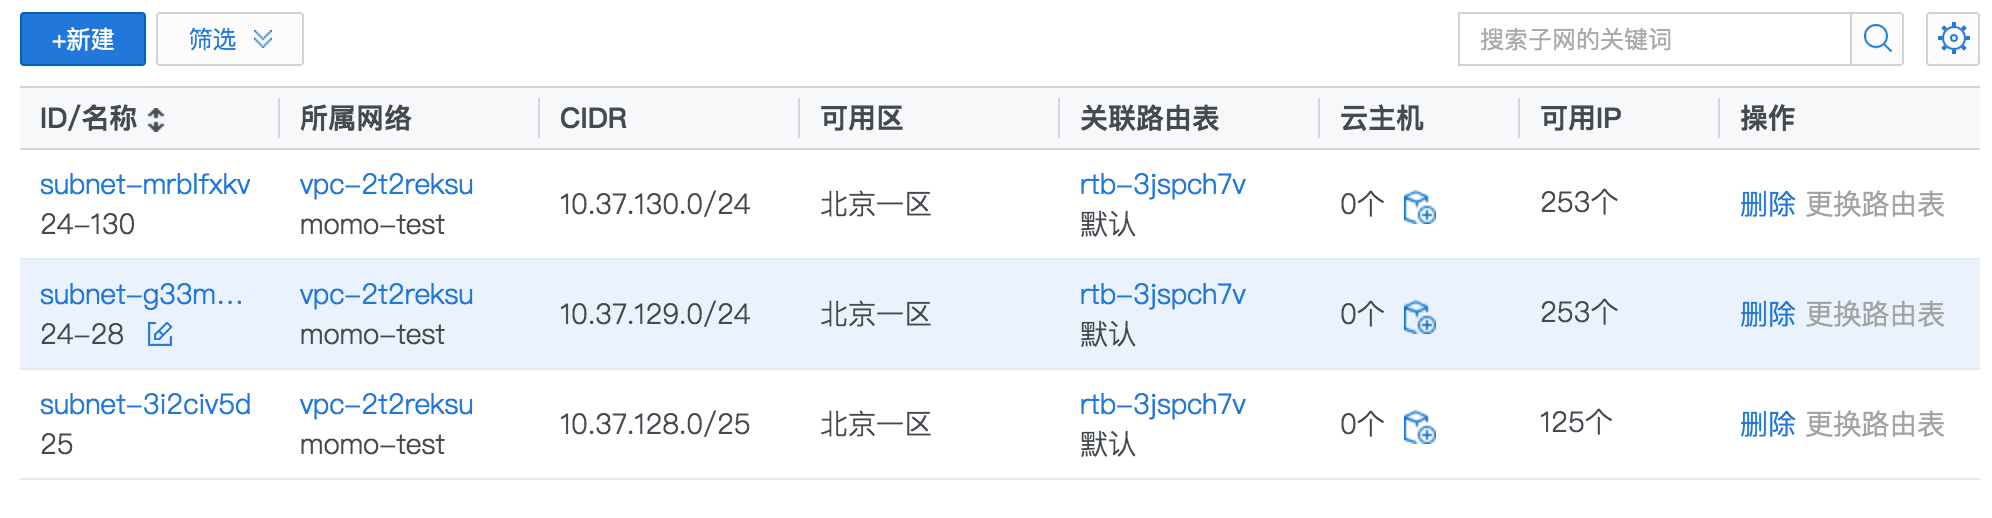 +新建 筛选 搜索子网的关键词
ID/名称 所属网络 CIDR 可用区 关联路由表 云主机 可用IP 操作
subnet-mrblfxkv vpc-2t2reksu 10.37.130.0/24 北京一区 rtb-3jspch7v 0个 253个 删除 更换路由表
24-130 momo-test 默认
subnet-g33m... vpc-2t2reksu 10.37.129.0/24 北京一区 rtb-3jspch7v 0个 253个 删除 更换路由表
24-28 momo-test 默认
subnet-3i2civ5d vpc-2t2reksu 10.37.128.0/25 北京一区 rtb-3jspch7v 0个 125个 删除 更换路由表
25 momo-test 默认